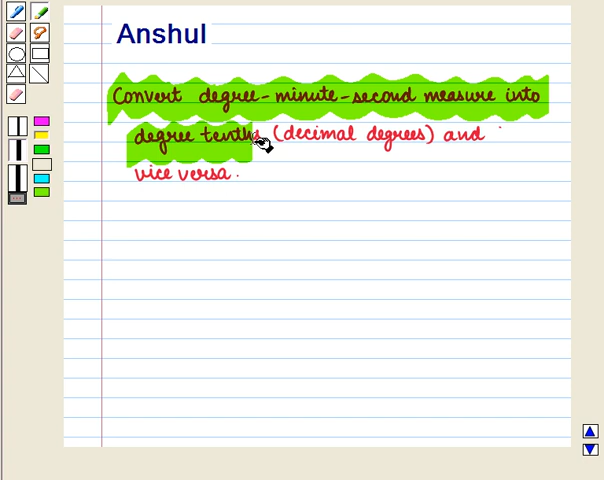 Anshul
Convert degree-minute-second measure into
degree tenths (decimal degrees) and
vice versa.